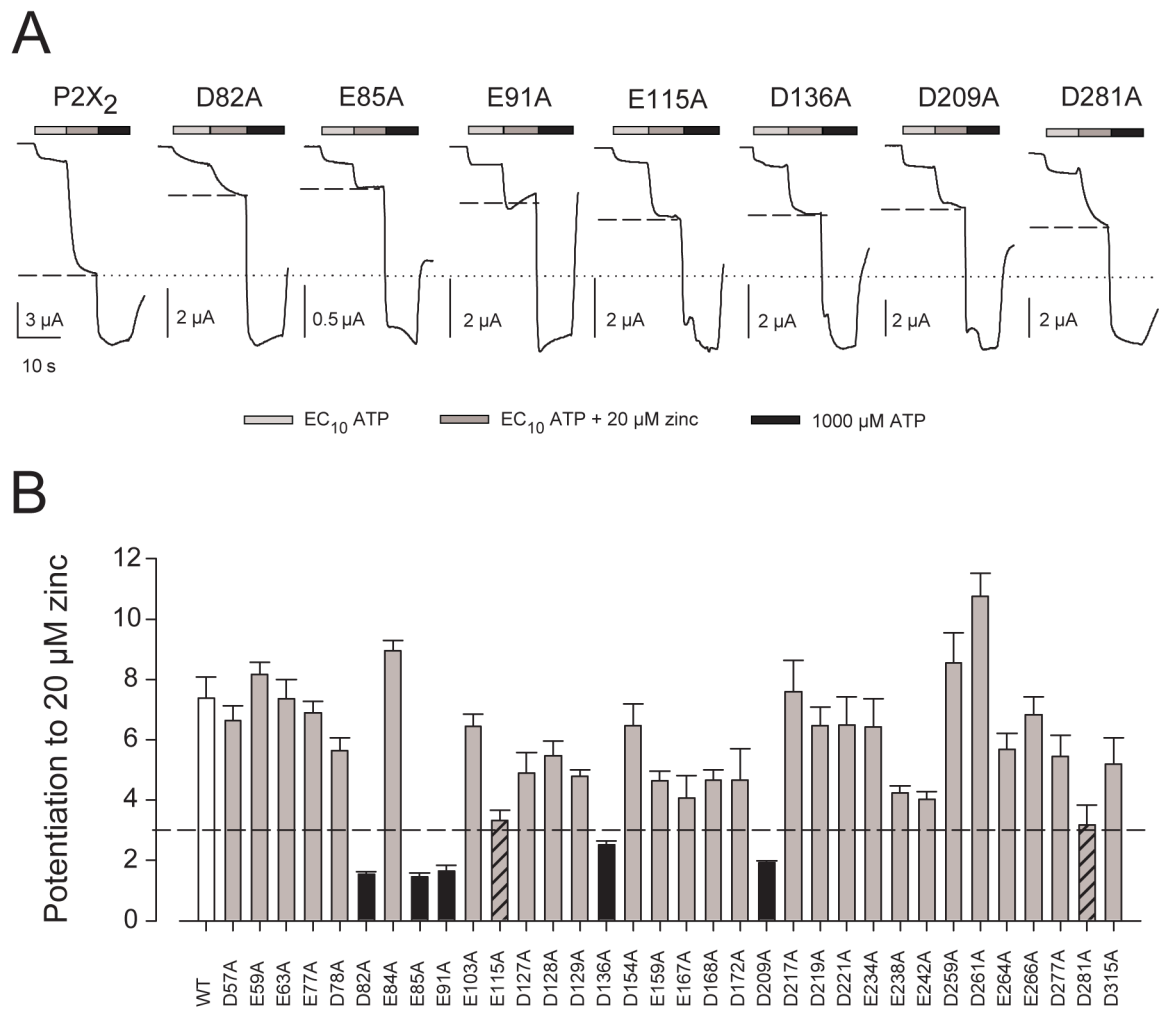 A
P2X2 D82A E85A E91A E115A D136A D209A D281A
3 µA 2 µA 0.5 µA 2 µA 2 µA 2 µA 2 µA 2 µA
10 s
EC10 ATP EC10 ATP + 20 µM zinc 1000 µM ATP
B
Potentiation to 20 µM zinc
12
10
8
6
4
2
0
WT D57A E59A E63A E77A D78A D82A E84A E85A E91A E103A E115A D127A D128A D129A D136A D154A E159A E167A D168A D172A D209A D217A D219A D221A E234A E238A E242A D259A D261A E264A E266A D277A D281A D315A